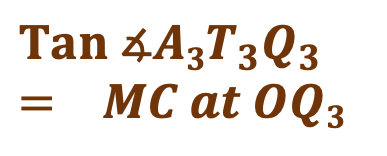 Tan ∡A₃T₃Q₃
= MC at OQ₃